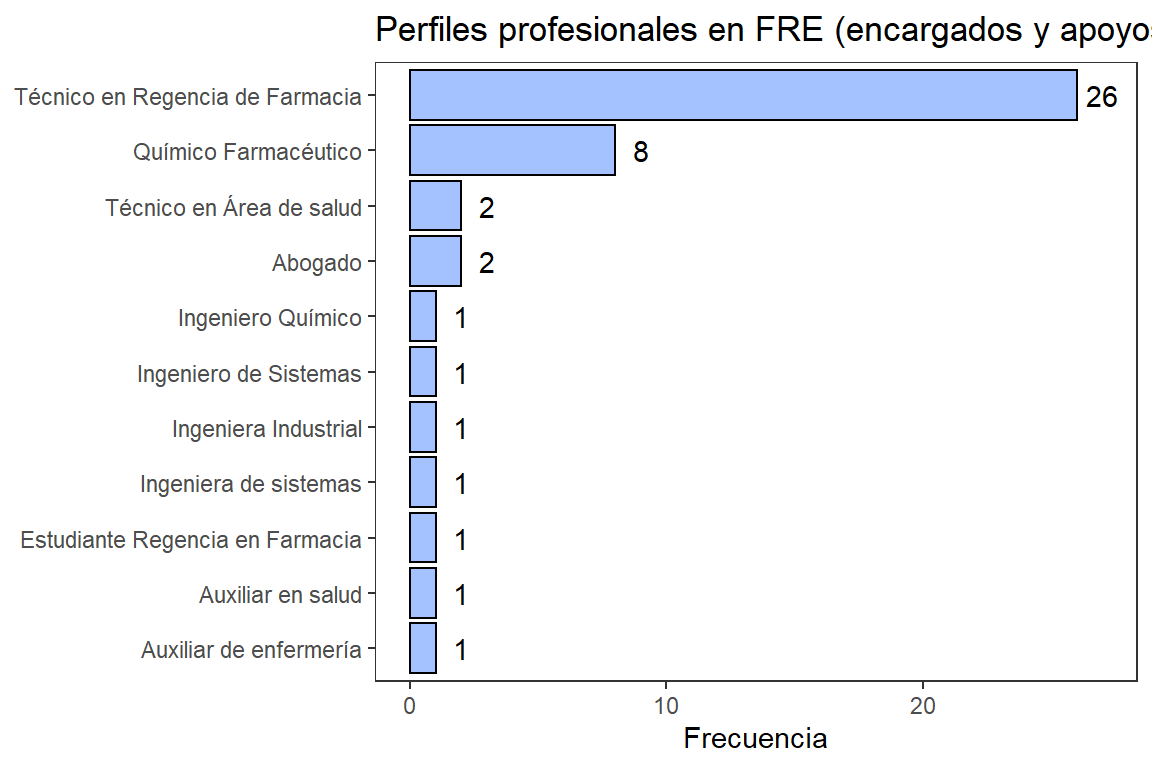 Perfiles profesionales en FRE (encargados y apoyos
Técnico en Regencia de Farmacia 26
Químico Farmacéutico 8
Técnico en Área de salud 2
Abogado 2
Ingeniero Químico 1
Ingeniero de Sistemas 1
Ingeniera Industrial 1
Ingeniera de sistemas 1
Estudiante Regencia en Farmacia 1
Auxiliar en salud 1
Auxiliar de enfermería 1
0 10 20
Frecuencia